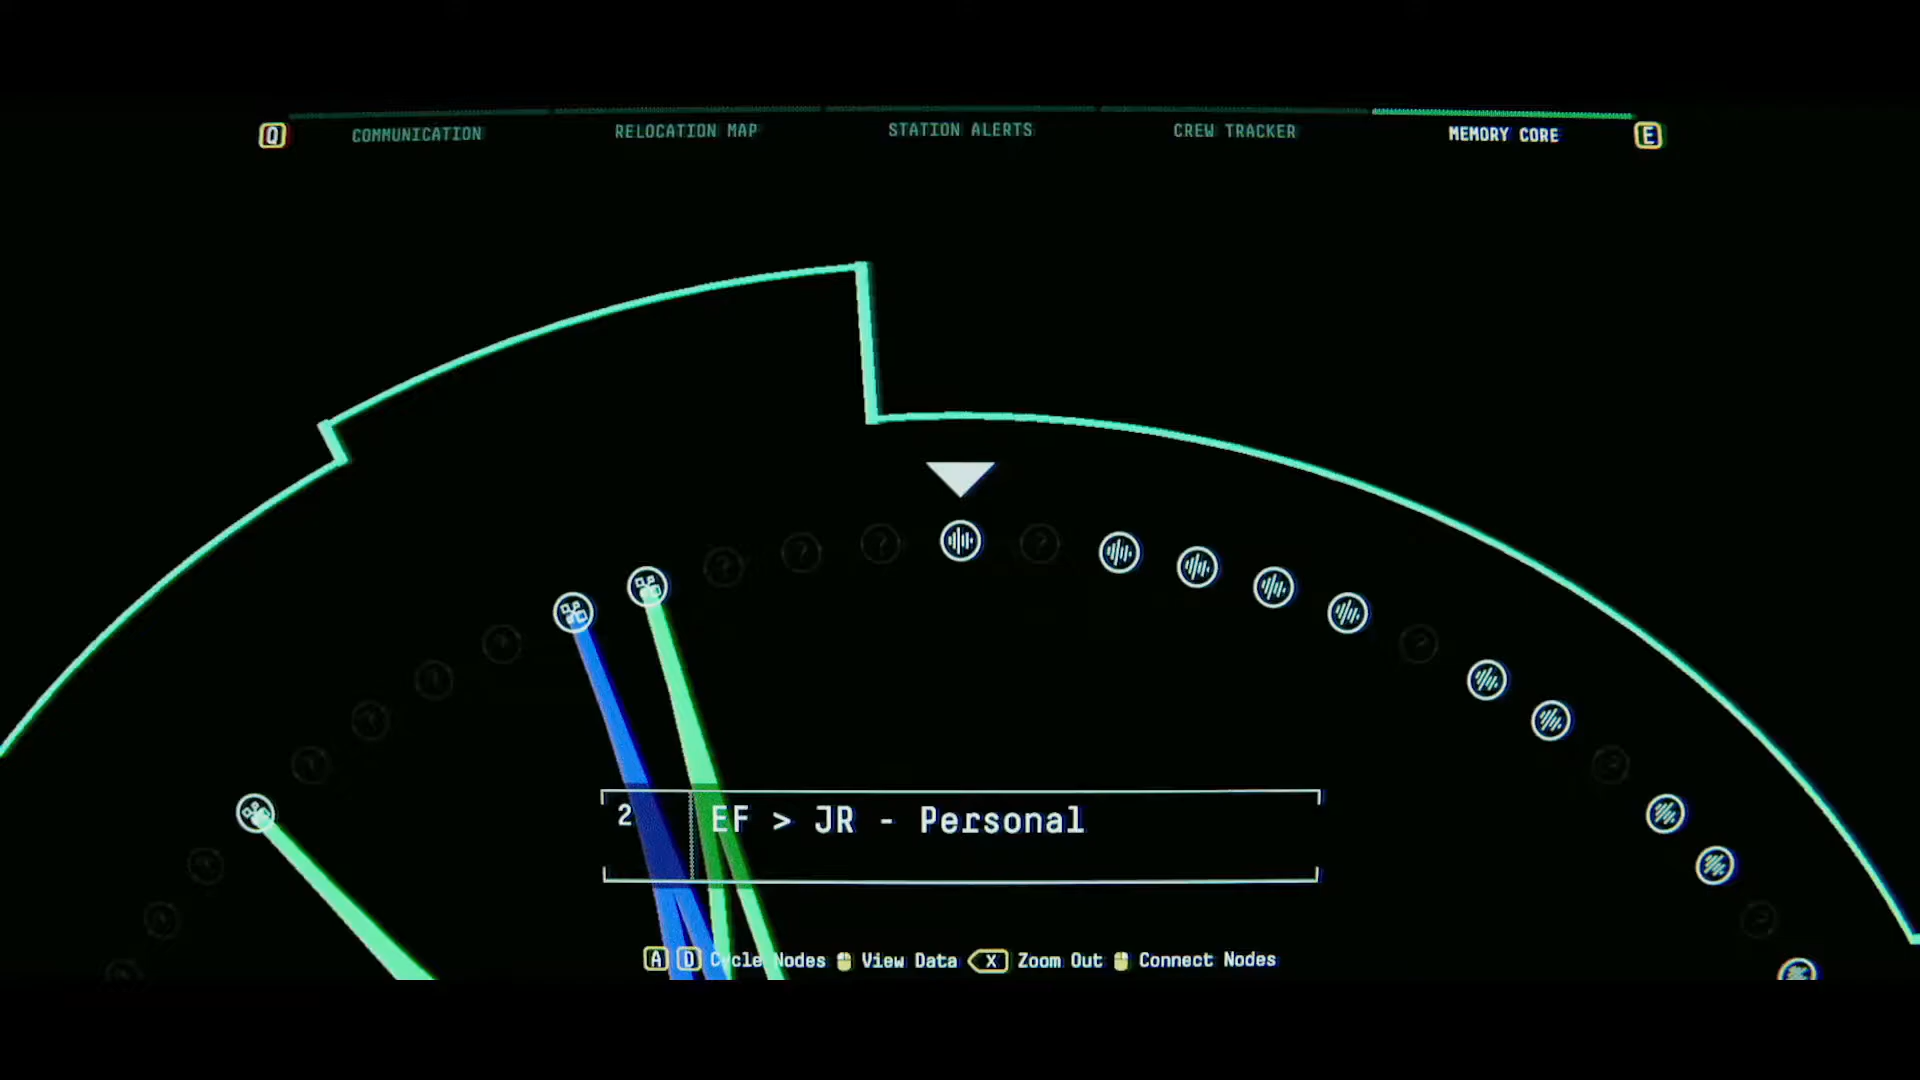 Q COMMUNICATION RELOCATION MAP STATION ALERTS CREW TRACKER MEMORY CORE E
? ? ? ?
2 EF > JR - Personal
A D Cycle Nodes View Data X Zoom Out Connect Nodes